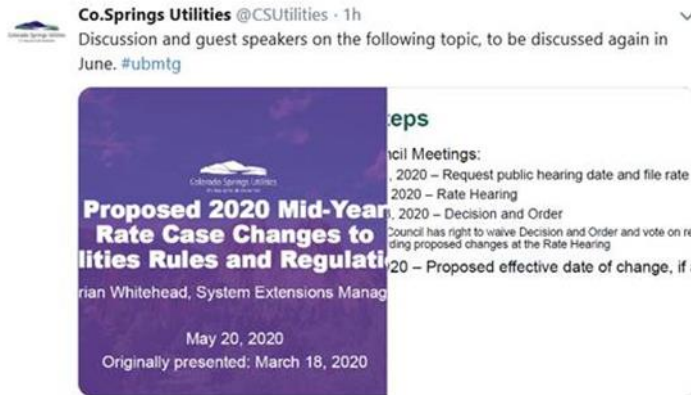 Co.Springs Utilities @CSUtilities · 1h
Discussion and guest speakers on the following topic, to be discussed again in
June. #ubmtg
Colorado Springs Utilities
Proposed 2020 Mid-Year
Rate Case Changes to
lities Rules and Regulati
rian Whitehead, System Extensions Manag
May 20, 2020
Originally presented: March 18, 2020
eps
ncil Meetings:
, 2020 – Request public hearing date and file rate
2020 – Rate Hearing
, 2020 – Decision and Order
Council has right to waive Decision and Order and vote on re
ding proposed changes at the Rate Hearing
20 – Proposed effective date of change, if